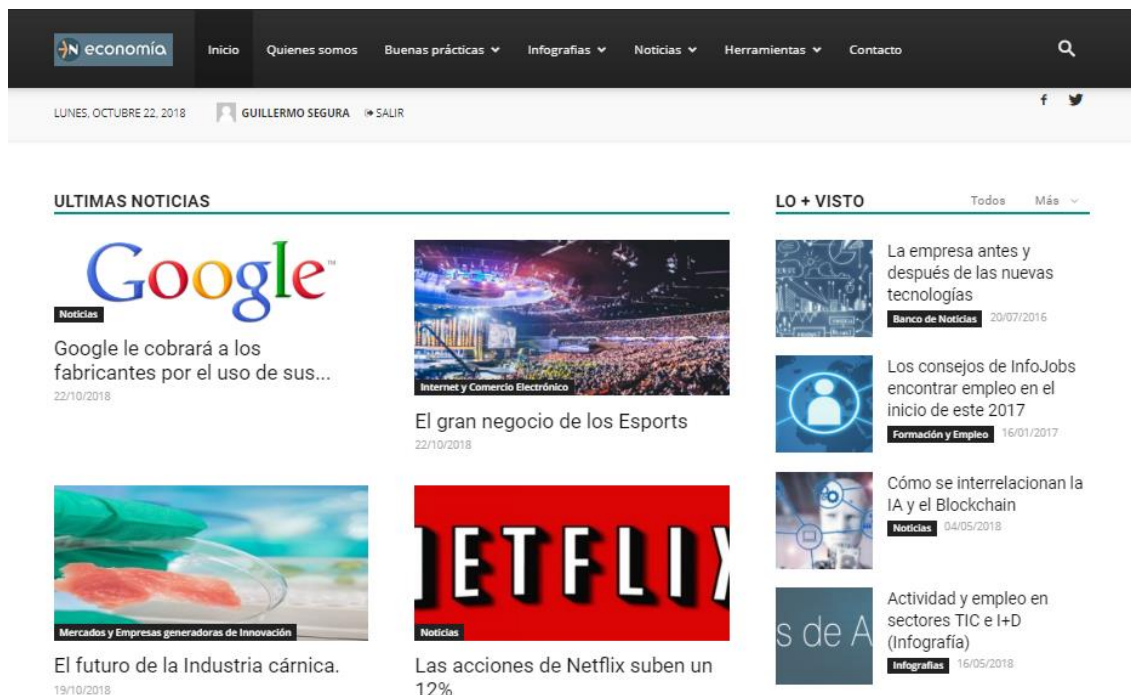 N economía
Inicio
Quienes somos
Buenas prácticas
Infografias
Noticias
Herramientas
Contacto
LUNES, OCTUBRE 22, 2018
GUILLERMO SEGURA
SALIR
ULTIMAS NOTICIAS
Google™
Noticias
Google le cobrará a los
fabricantes por el uso de sus...
22/10/2018
Internet y Comercio Electrónico
El gran negocio de los Esports
22/10/2018
Mercados y Empresas generadoras de Innovación
El futuro de la Industria cárnica.
19/10/2018
NETFLIX
Noticias
Las acciones de Netflix suben un
12%
LO + VISTO
Todos
Más
La empresa antes y
después de las nuevas
tecnologías
Banco de Noticias
20/07/2016
Los consejos de InfoJobs
encontrar empleo en el
inicio de este 2017
Formación y Empleo
16/01/2017
Cómo se interrelacionan la
IA y el Blockchain
Noticias
04/05/2018
s de A
Actividad y empleo en
sectores TIC e I+D
(Infografía)
Infografias
16/05/2018